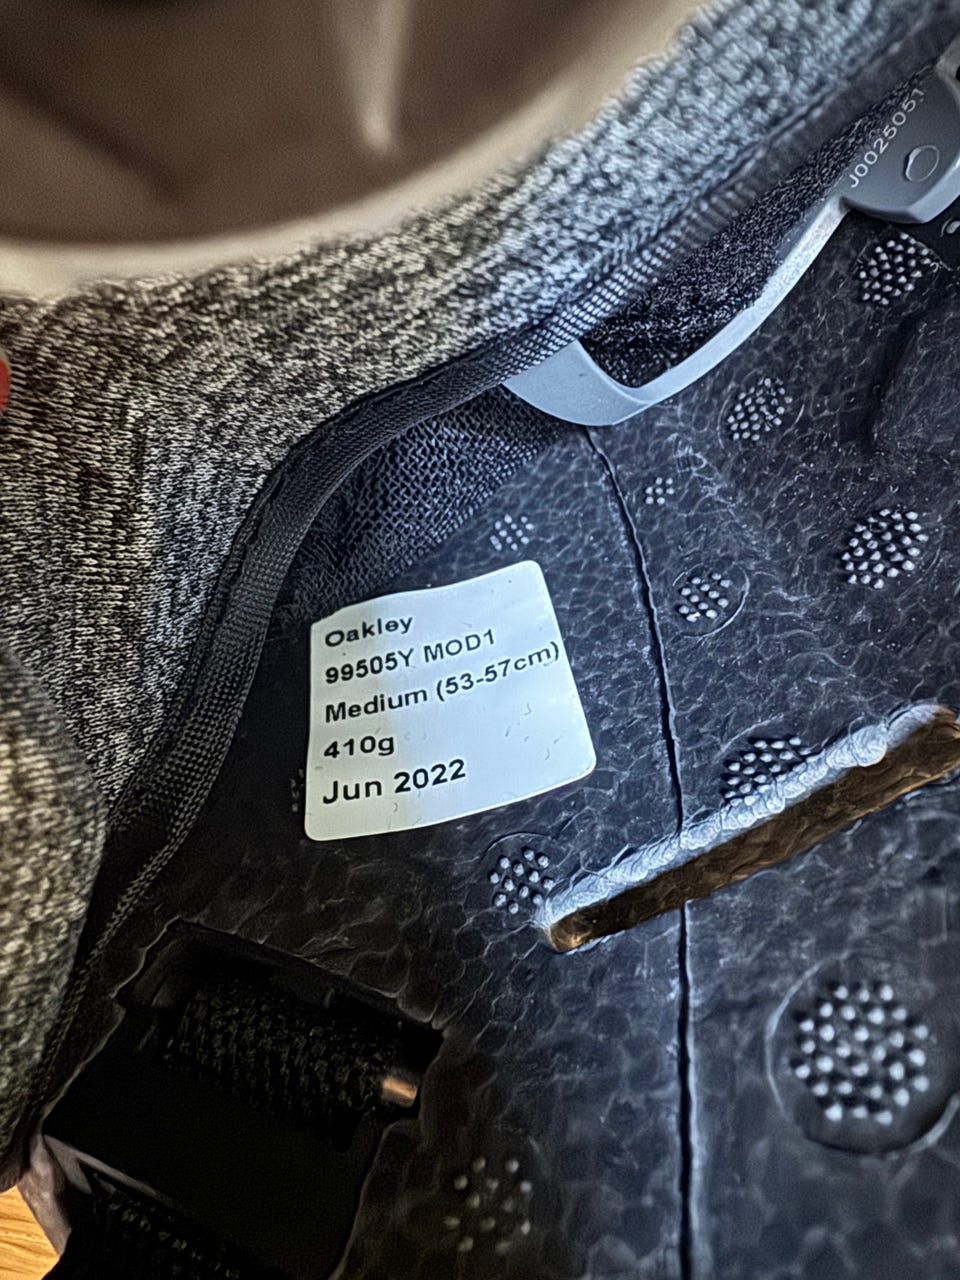 J0025051
Oakley
99505Y MOD1
Medium (53-57cm)
410g
Jun 2022